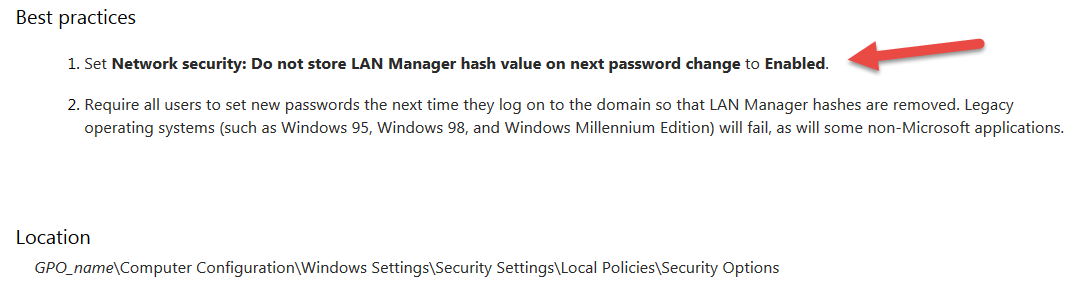 Best practices
1. Set Network security: Do not store LAN Manager hash value on next password change to Enabled.
2. Require all users to set new passwords the next time they log on to the domain so that LAN Manager hashes are removed. Legacy
operating systems (such as Windows 95, Windows 98, and Windows Millennium Edition) will fail, as will some non-Microsoft applications.
Location
GPO_name\Computer Configuration\Windows Settings\Security Settings\Local Policies\Security Options